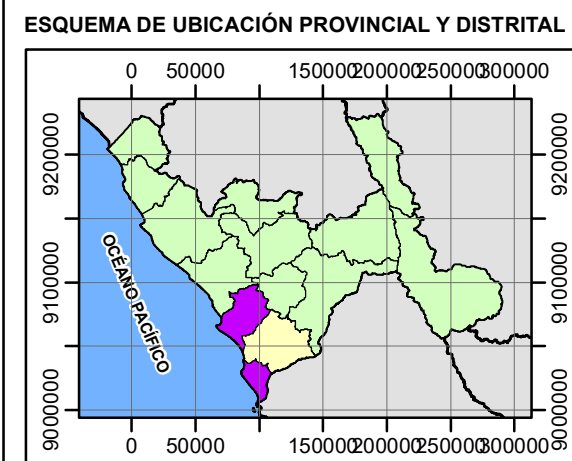 ESQUEMA DE UBICACIÓN PROVINCIAL Y DISTRITAL
0 50000 150000 200000 250000 300000
9200000 9200000
OCÉANO PACÍFICO
9100000 9100000
9000000 9000000
0 50000 150000 200000 250000 300000